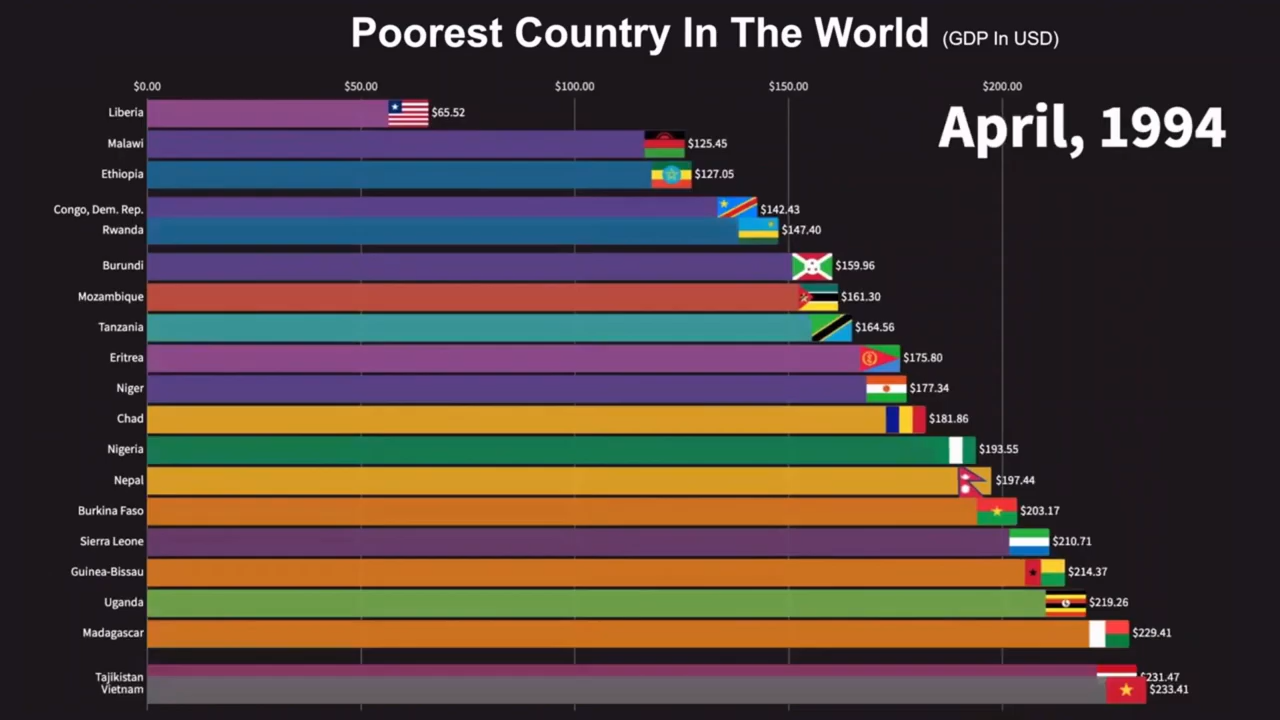 Poorest Country In The World (GDP In USD)
$0.00 $50.00 $100.00 $150.00 $200.00
April, 1994
Liberia $65.52
Malawi $125.45
Ethiopia $127.05
Congo, Dem. Rep. $142.43
Rwanda $147.40
Burundi $159.96
Mozambique $161.30
Tanzania $164.56
Eritrea $175.80
Niger $177.34
Chad $181.86
Nigeria $193.55
Nepal $197.44
Burkina Faso $203.17
Sierra Leone $210.71
Guinea-Bissau $214.37
Uganda $219.26
Madagascar $229.41
Tajikistan $231.47
Vietnam $233.41